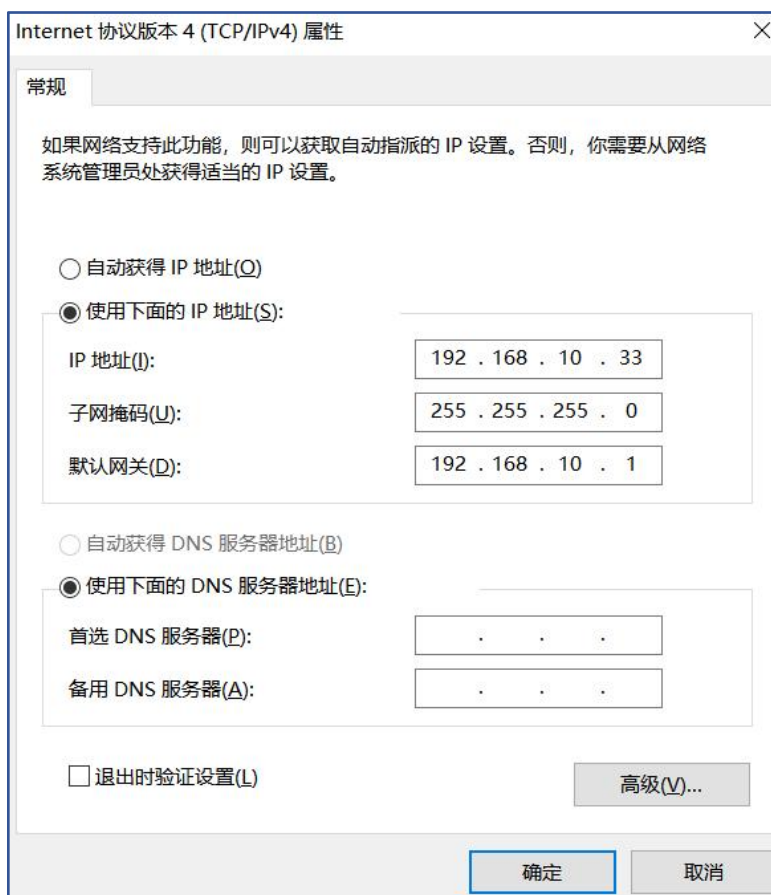 Internet 协议版本 4 (TCP/IPv4) 属性
常规
如果网络支持此功能，则可以获取自动指派的 IP 设置。否则，你需要从网络
系统管理员处获得适当的 IP 设置。
自动获得 IP 地址(O)
使用下面的 IP 地址(S):
IP 地址(I):
192 . 168 . 10 . 33
子网掩码(U):
255 . 255 . 255 . 0
默认网关(D):
192 . 168 . 10 . 1
自动获得 DNS 服务器地址(B)
使用下面的 DNS 服务器地址(E):
首选 DNS 服务器(P):
. . .
备用 DNS 服务器(A):
. . .
退出时验证设置(L)
高级(V)...
确定
取消